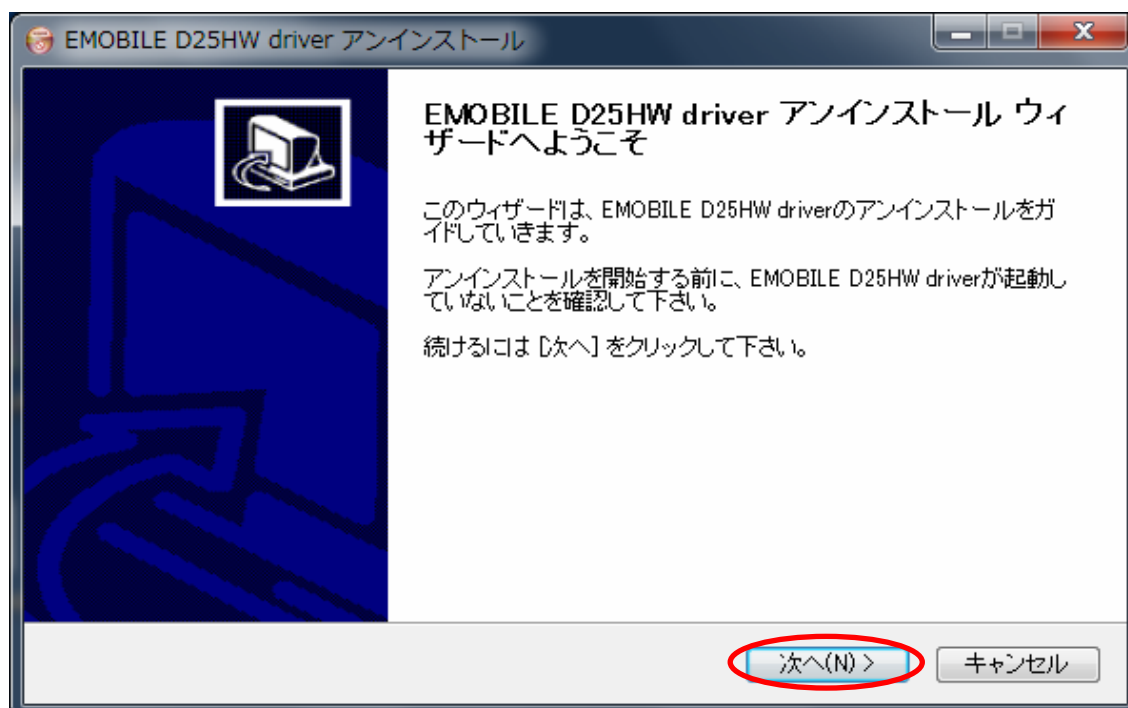 EMOBILE D25HW driver アンインストール
EMOBILE D25HW driver アンインストール ウィ
ザードへようこそ
このウィザードは、EMOBILE D25HW driverのアンインストールをガ
イドしていきます。
アンインストールを開始する前に、EMOBILE D25HW driverが起動し
ていないことを確認して下さい。
続けるには [次へ] をクリックして下さい。
次へ(N) >
キャンセル